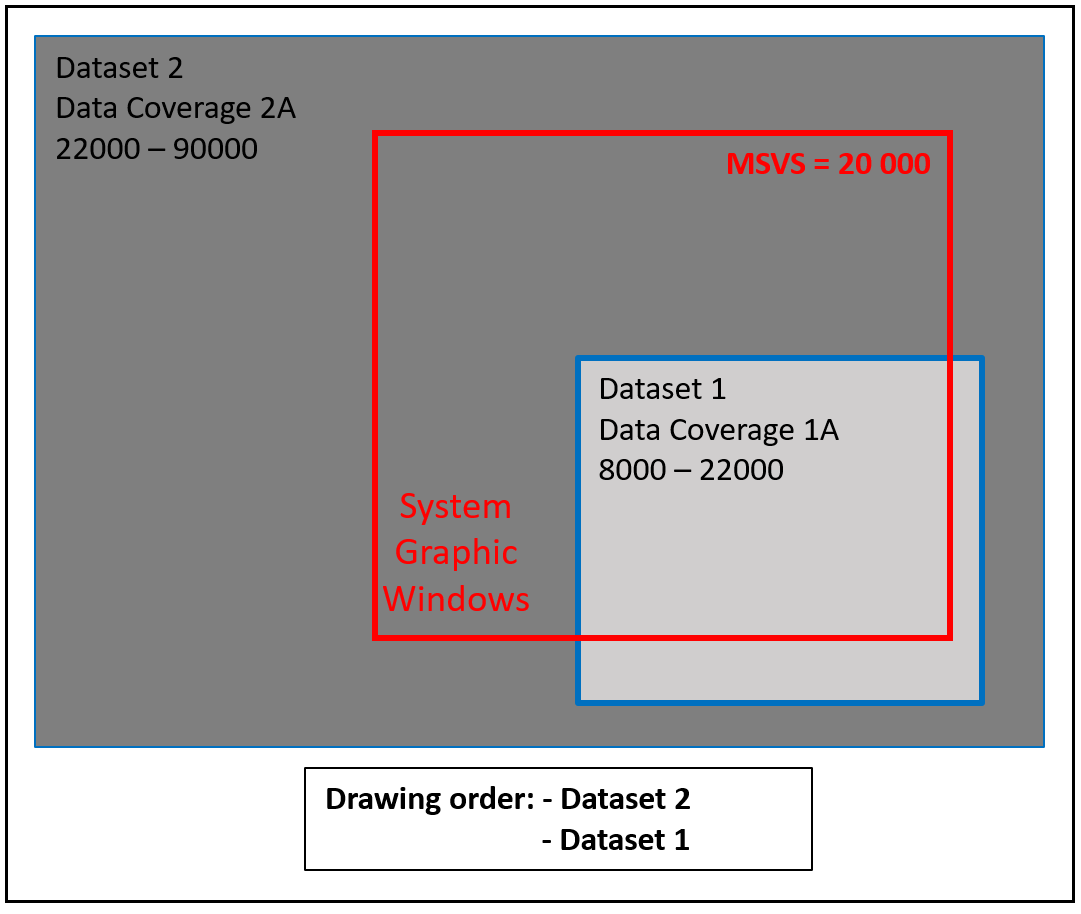 Dataset 2
Data Coverage 2A
22000 – 90000
MSVS = 20 000
Dataset 1
Data Coverage 1A
8000 – 22000
System
Graphic
Windows
Drawing order: - Dataset 2
- Dataset 1